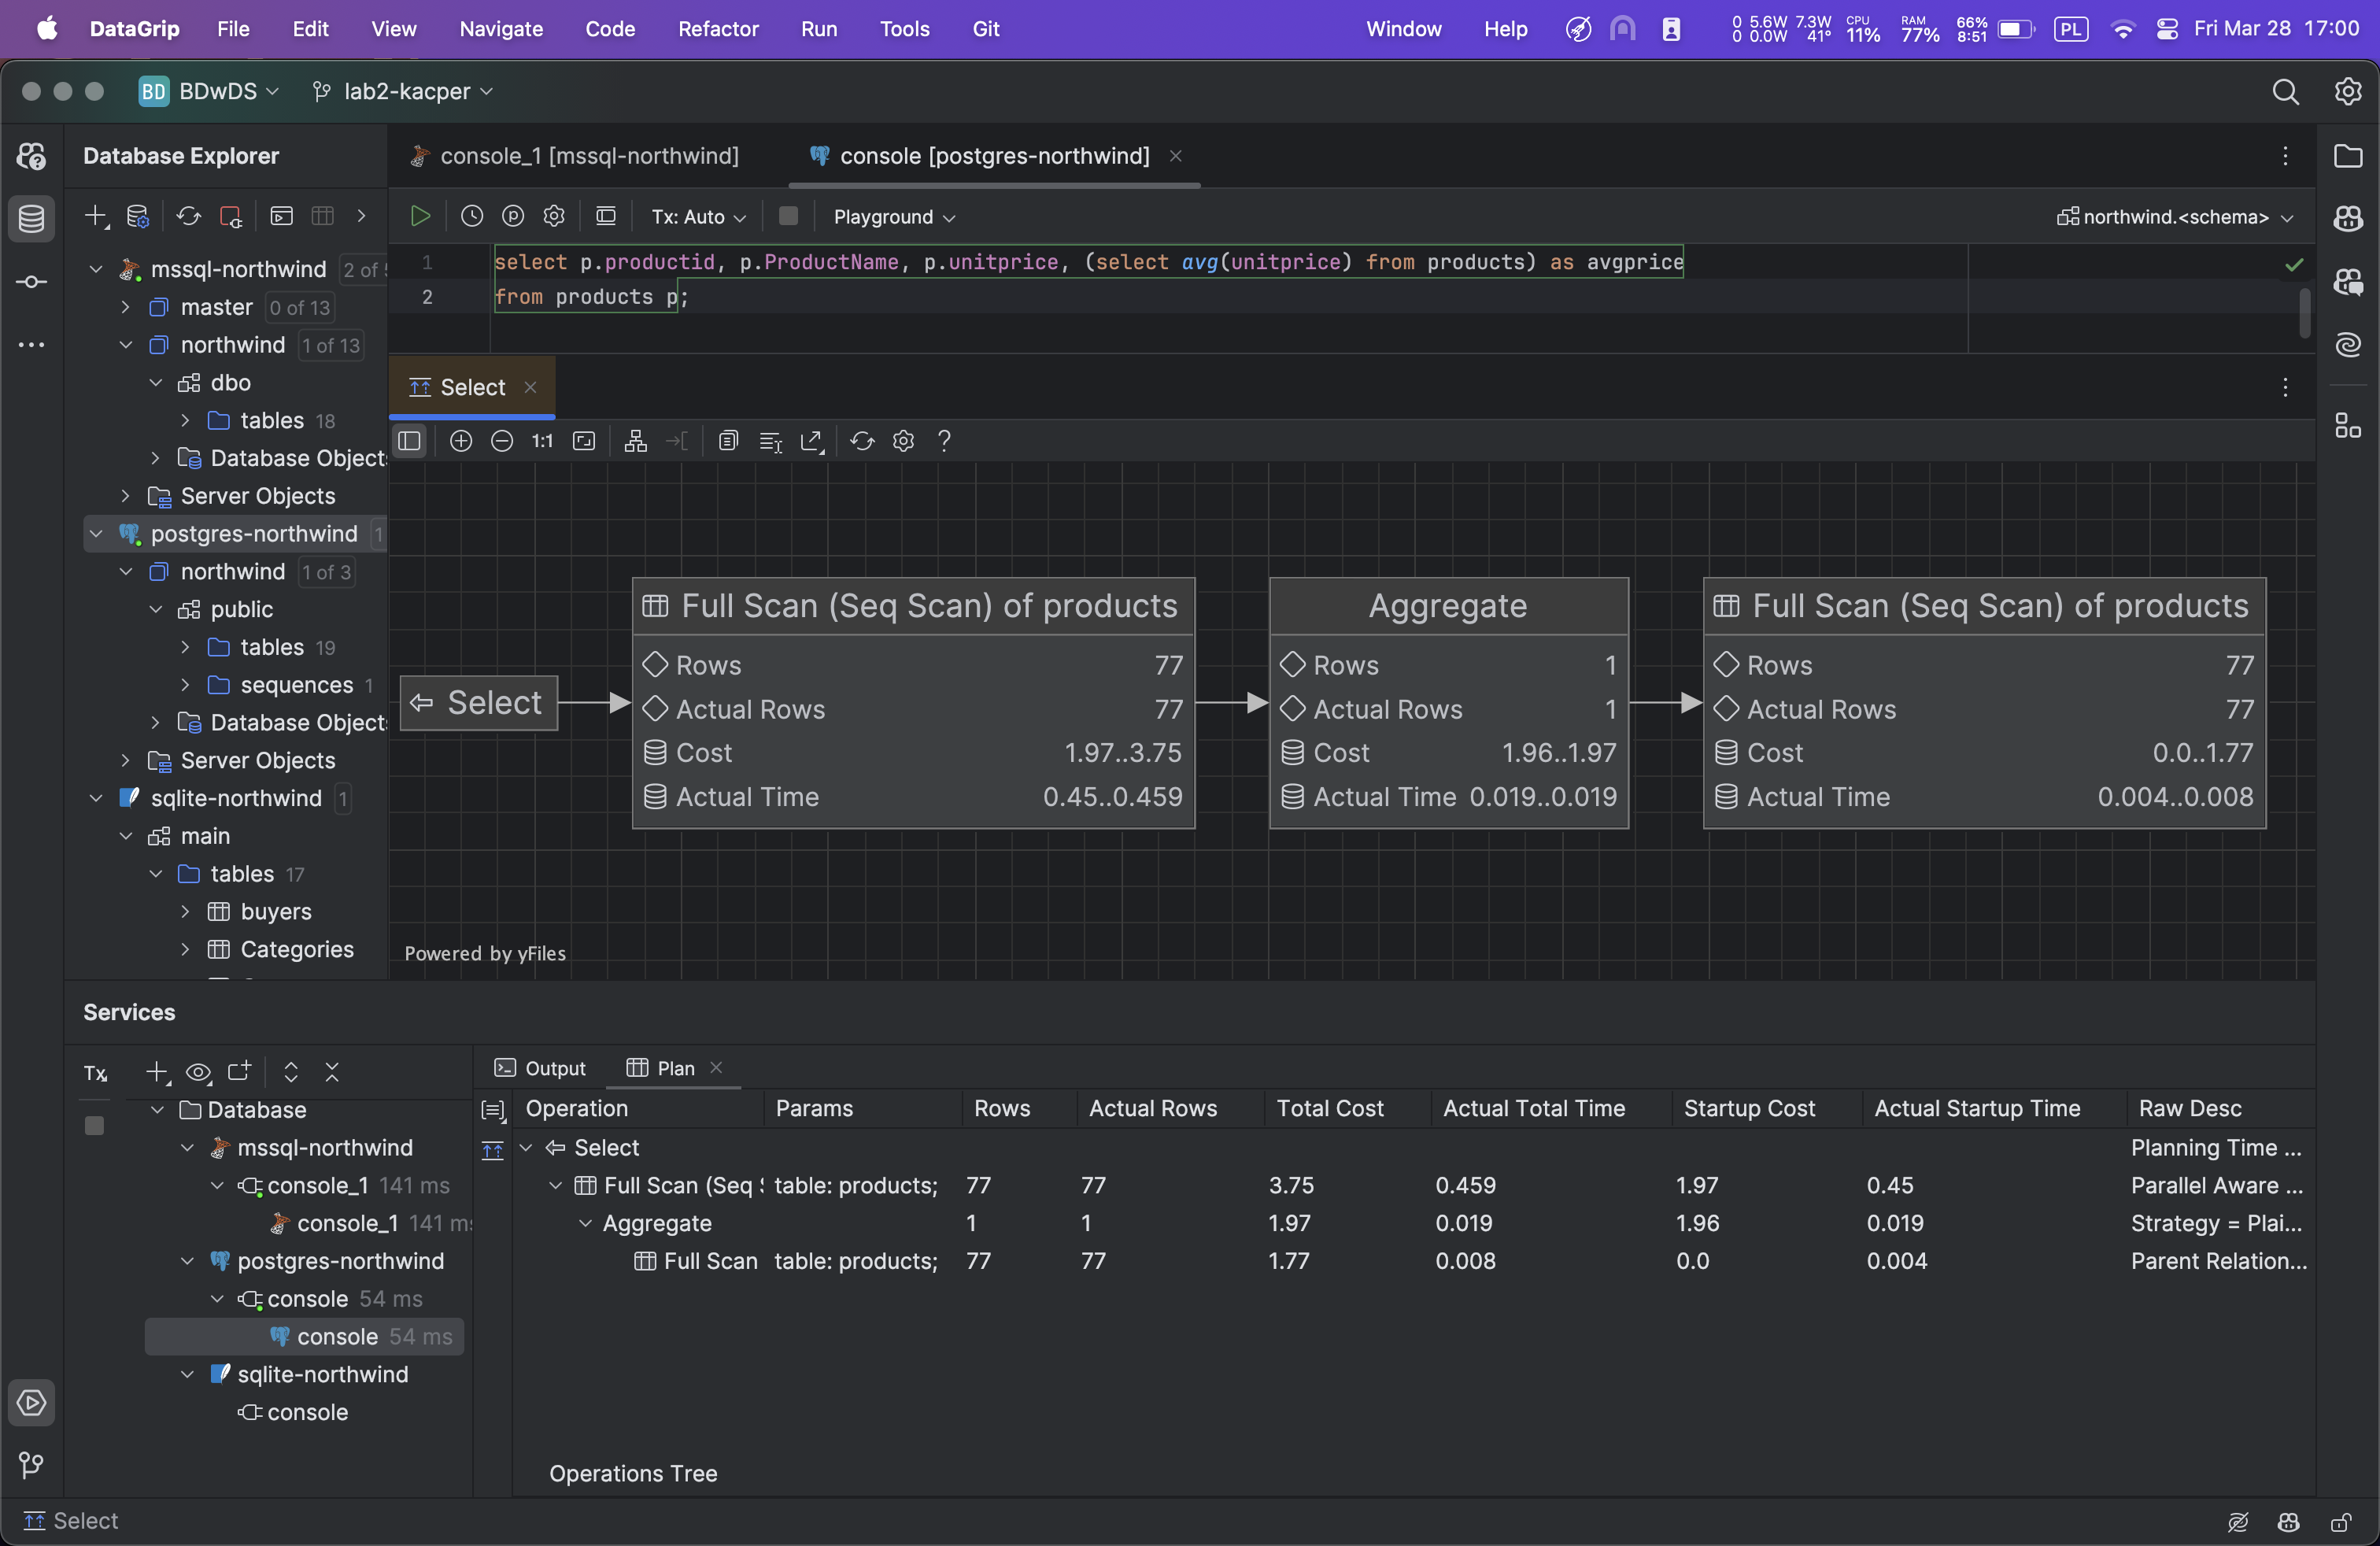 DataGrip File Edit View Navigate Code Refactor Run Tools Git Window Help 0 5.6W 7.3W CPU RAM 66% PL Fri Mar 28 17:00
0 0.0W 41° 11% 77% 8:51
BD BDwDS lab2-kacper
Database Explorer
console_1 [mssql-northwind] console [postgres-northwind]
Tx: Auto Playground northwind.<schema>
1 select p.productid, p.ProductName, p.unitprice, (select avg(unitprice) from products) as avgprice
2 from products p;
mssql-northwind 2 of
master 0 of 13
northwind 1 of 13
dbo
tables 18
Database Object
Server Objects
postgres-northwind 1
northwind 1 of 3
public
tables 19
sequences 1
Database Object
Server Objects
sqlite-northwind 1
main
tables 17
buyers
Categories
Select
1:1
Select
Full Scan (Seq Scan) of products
Rows 77
Actual Rows 77
Cost 1.97..3.75
Actual Time 0.45..0.459
Aggregate
Rows 1
Actual Rows 1
Cost 1.96..1.97
Actual Time 0.019..0.019
Full Scan (Seq Scan) of products
Rows 77
Actual Rows 77
Cost 0.0..1.77
Actual Time 0.004..0.008
Powered by yFiles
Services
Tx
Database
mssql-northwind
console_1 141 ms
console_1 141 ms
postgres-northwind
console 54 ms
console 54 ms
sqlite-northwind
console
Output Plan
Operation Params Rows Actual Rows Total Cost Actual Total Time Startup Cost Actual Startup Time Raw Desc
Select Planning Time ...
Full Scan (Seq table: products; 77 77 3.75 0.459 1.97 0.45 Parallel Aware ...
Aggregate 1 1 1.97 0.019 1.96 0.019 Strategy = Plai...
Full Scan table: products; 77 77 1.77 0.008 0.0 0.004 Parent Relation...
Operations Tree
Select